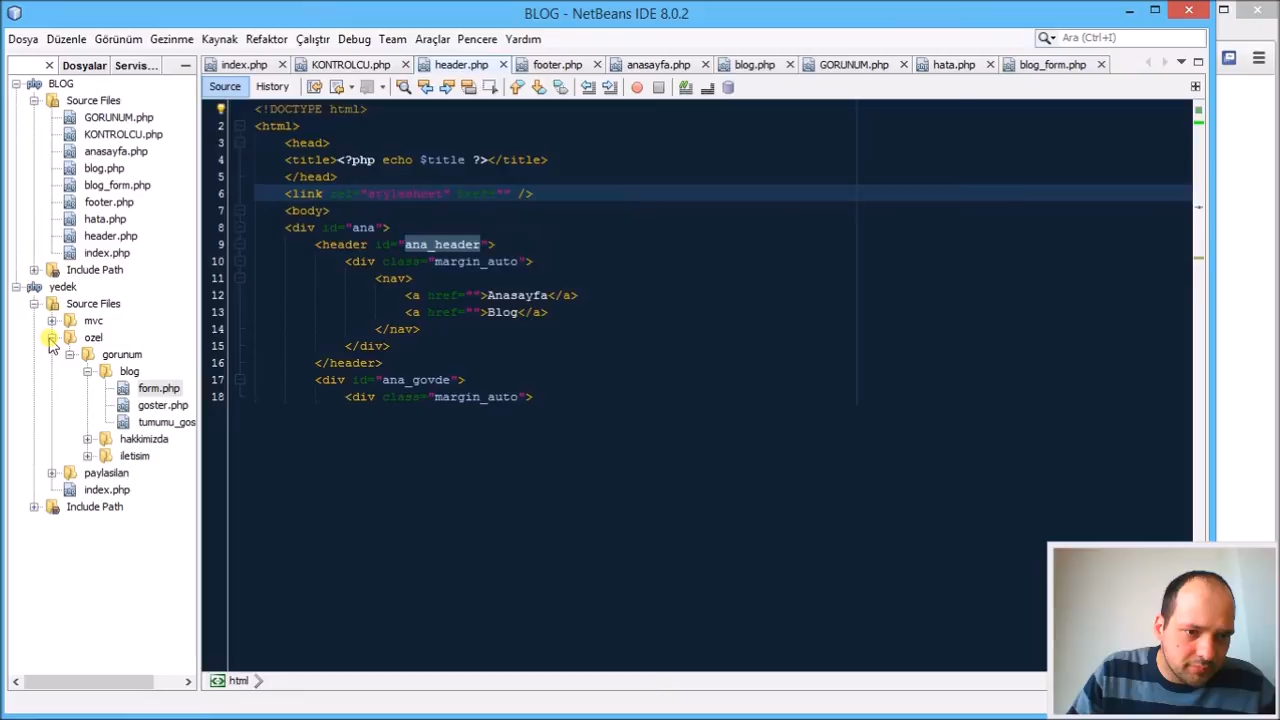 BLOG - NetBeans IDE 8.0.2
Dosya Düzenle Görünüm Gezinme Kaynak Refaktor Çalıştır Debug Team Araçlar Pencere Yardım
Ara (Ctrl+I)
Dosyalar Servis...
index.php KONTROLCU.php header.php footer.php anasayfa.php blog.php GORUNUM.php hata.php blog_form.php
Source History
BLOG
Source Files
GORUNUM.php
KONTROLCU.php
anasayfa.php
blog.php
blog_form.php
footer.php
hata.php
header.php
index.php
Include Path
yedek
Source Files
mvc
ozel
gorunum
blog
form.php
goster.php
tumumu_gos
hakkimizda
iletisim
paylasilan
index.php
Include Path
<!DOCTYPE html>
2 <html>
3 <head>
4 <title><?php echo $title ?></title>
5 </head>
6 <link rel="stylesheet" href="" />
7 <body>
8 <div id="ana">
9 <header id="ana_header">
10 <div class="margin_auto">
11 <nav>
12 <a href="">Anasayfa</a>
13 <a href="">Blog</a>
14 </nav>
15 </div>
16 </header>
17 <div id="ana_govde">
18 <div class="margin_auto">
html